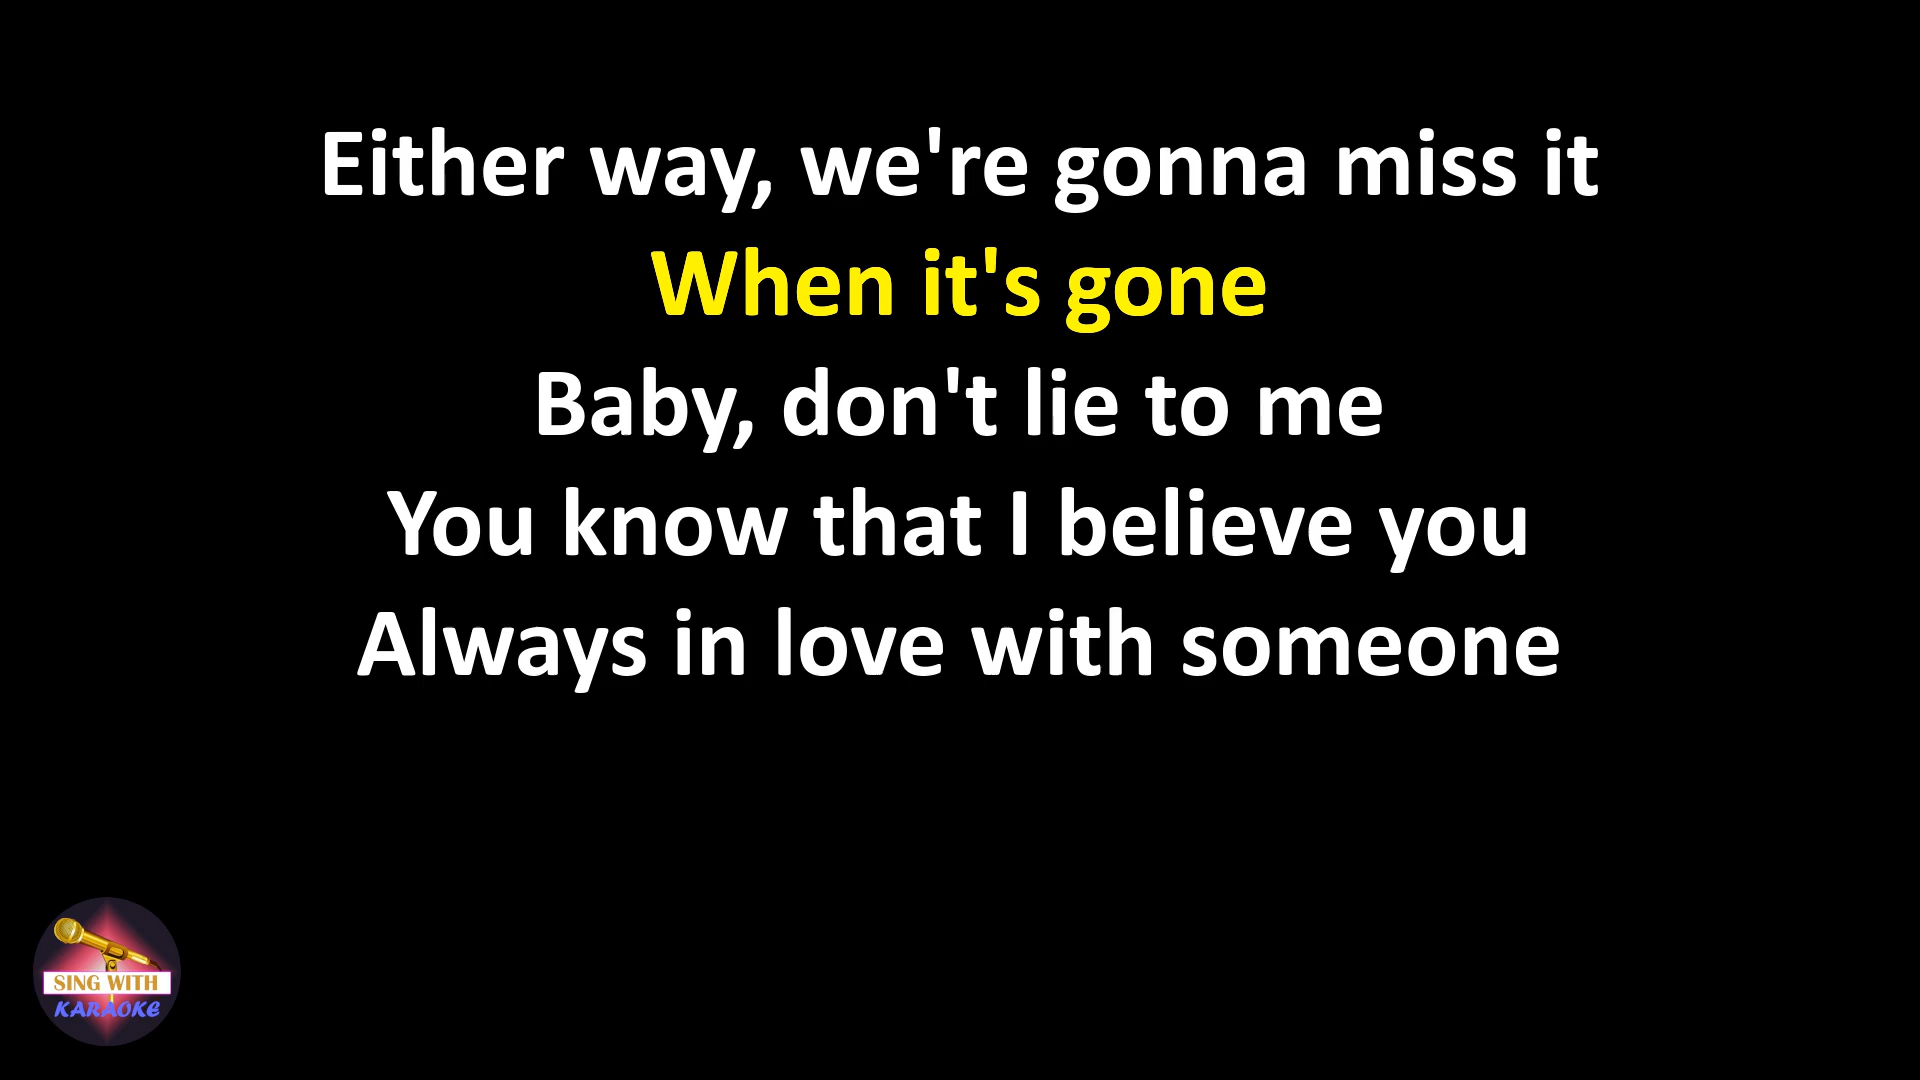 Either way, we're gonna miss it
When it's gone
Baby, don't lie to me
You know that I believe you
Always in love with someone
SING WITH
KARAOKE